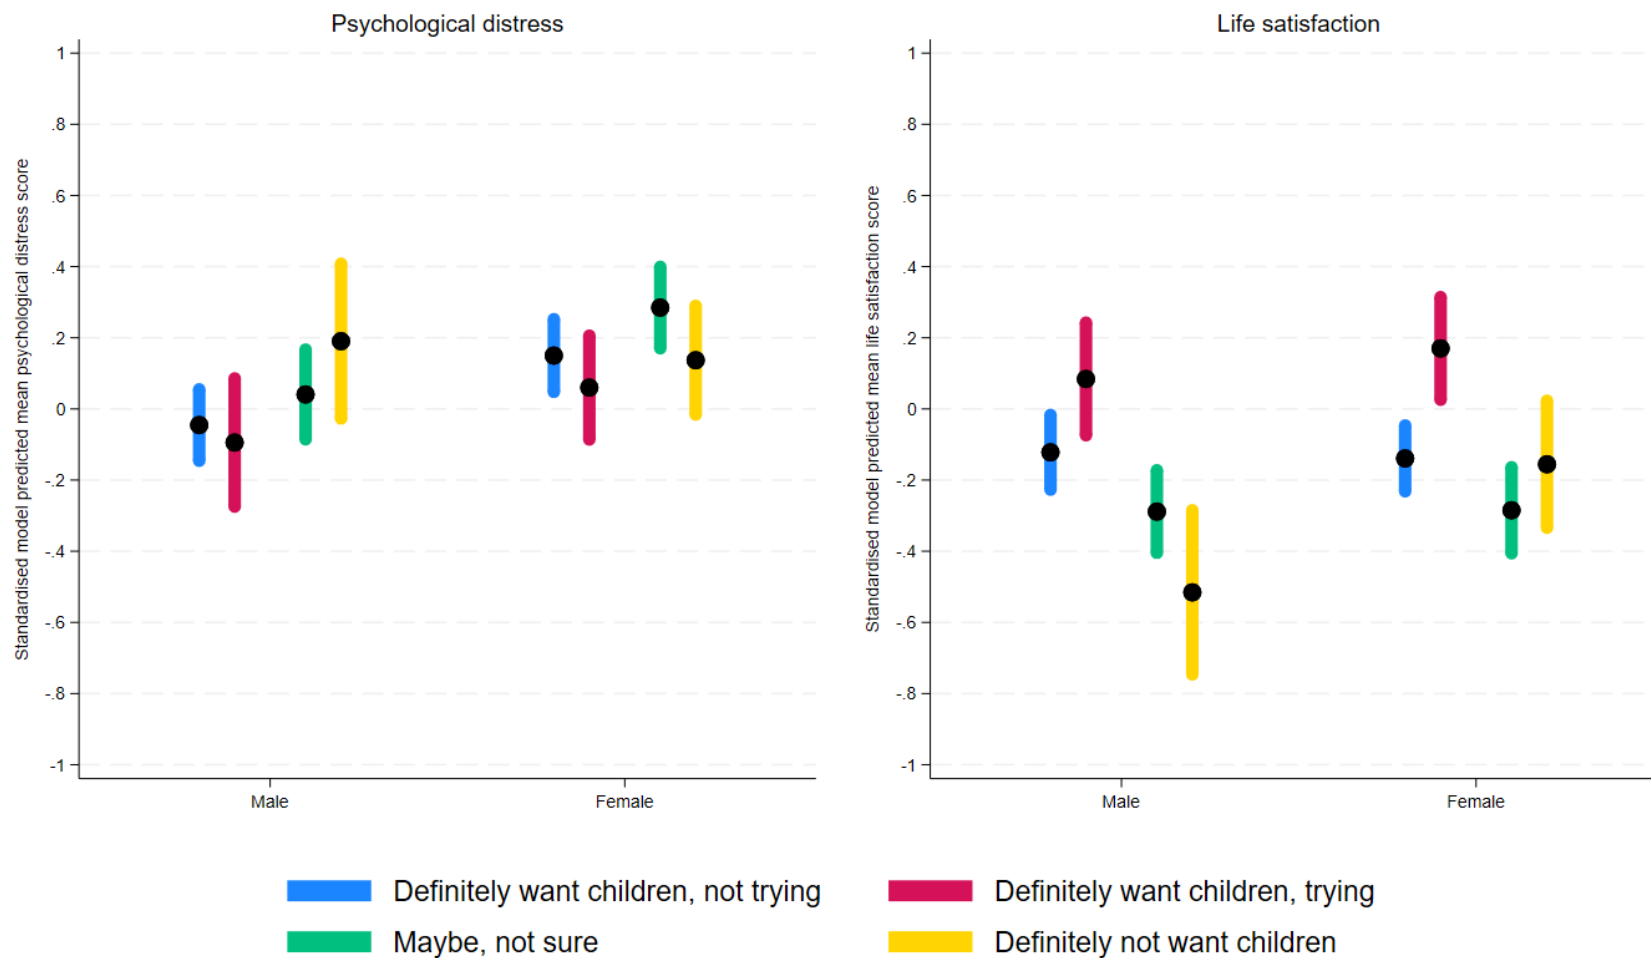 Psychological distress
Standardised model predicted mean psychological distress score
1
.8
.6
.4
.2
0
-.2
-.4
-.6
-.8
-1
Male Female
Life satisfaction
Standardised model predicted mean life satisfaction score
1
.8
.6
.4
.2
0
-.2
-.4
-.6
-.8
-1
Male Female
Definitely want children, not trying Definitely want children, trying
Maybe, not sure Definitely not want children